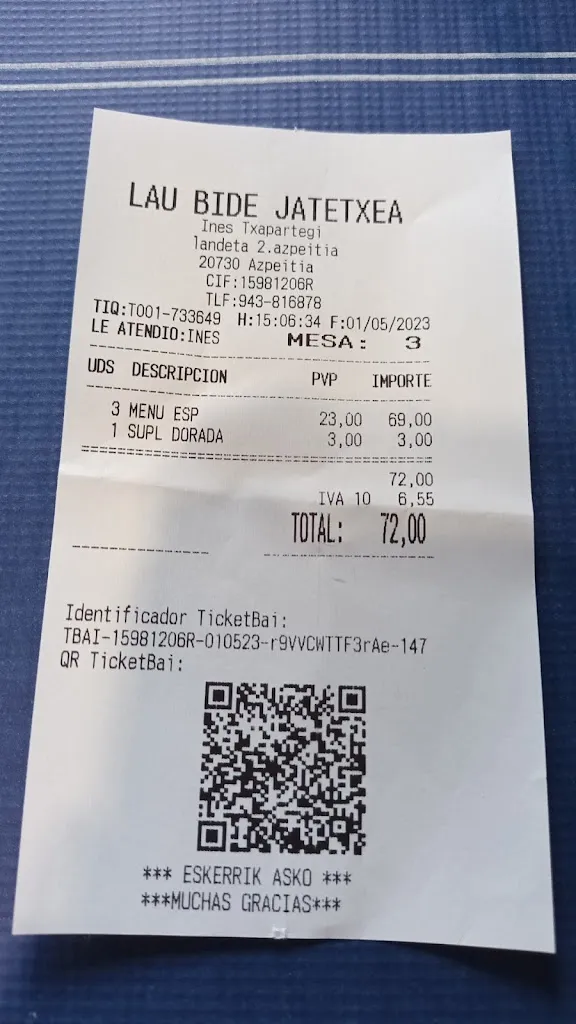 LAU BIDE JATETXEA
Ines Txapartegi
landeta 2.azpeitia
20730 Azpeitia
CIF:15981206R
TLF:943-816878
TIQ:T001-733649 H:15:06:34 F:01/05/2023
LE ATENDIO:INES MESA: 3
UDS DESCRIPCION PVP IMPORTE
3 MENU ESP 23,00 69,00
1 SUPL DORADA 3,00 3,00
72,00
IVA 10 6,55
TOTAL: 72,00
Identificador TicketBai:
TBAI-15981206R-010523-r9VVCWTTF3rAe-147
QR TicketBai:
*** ESKERRIK ASKO ***
***MUCHAS GRACIAS***